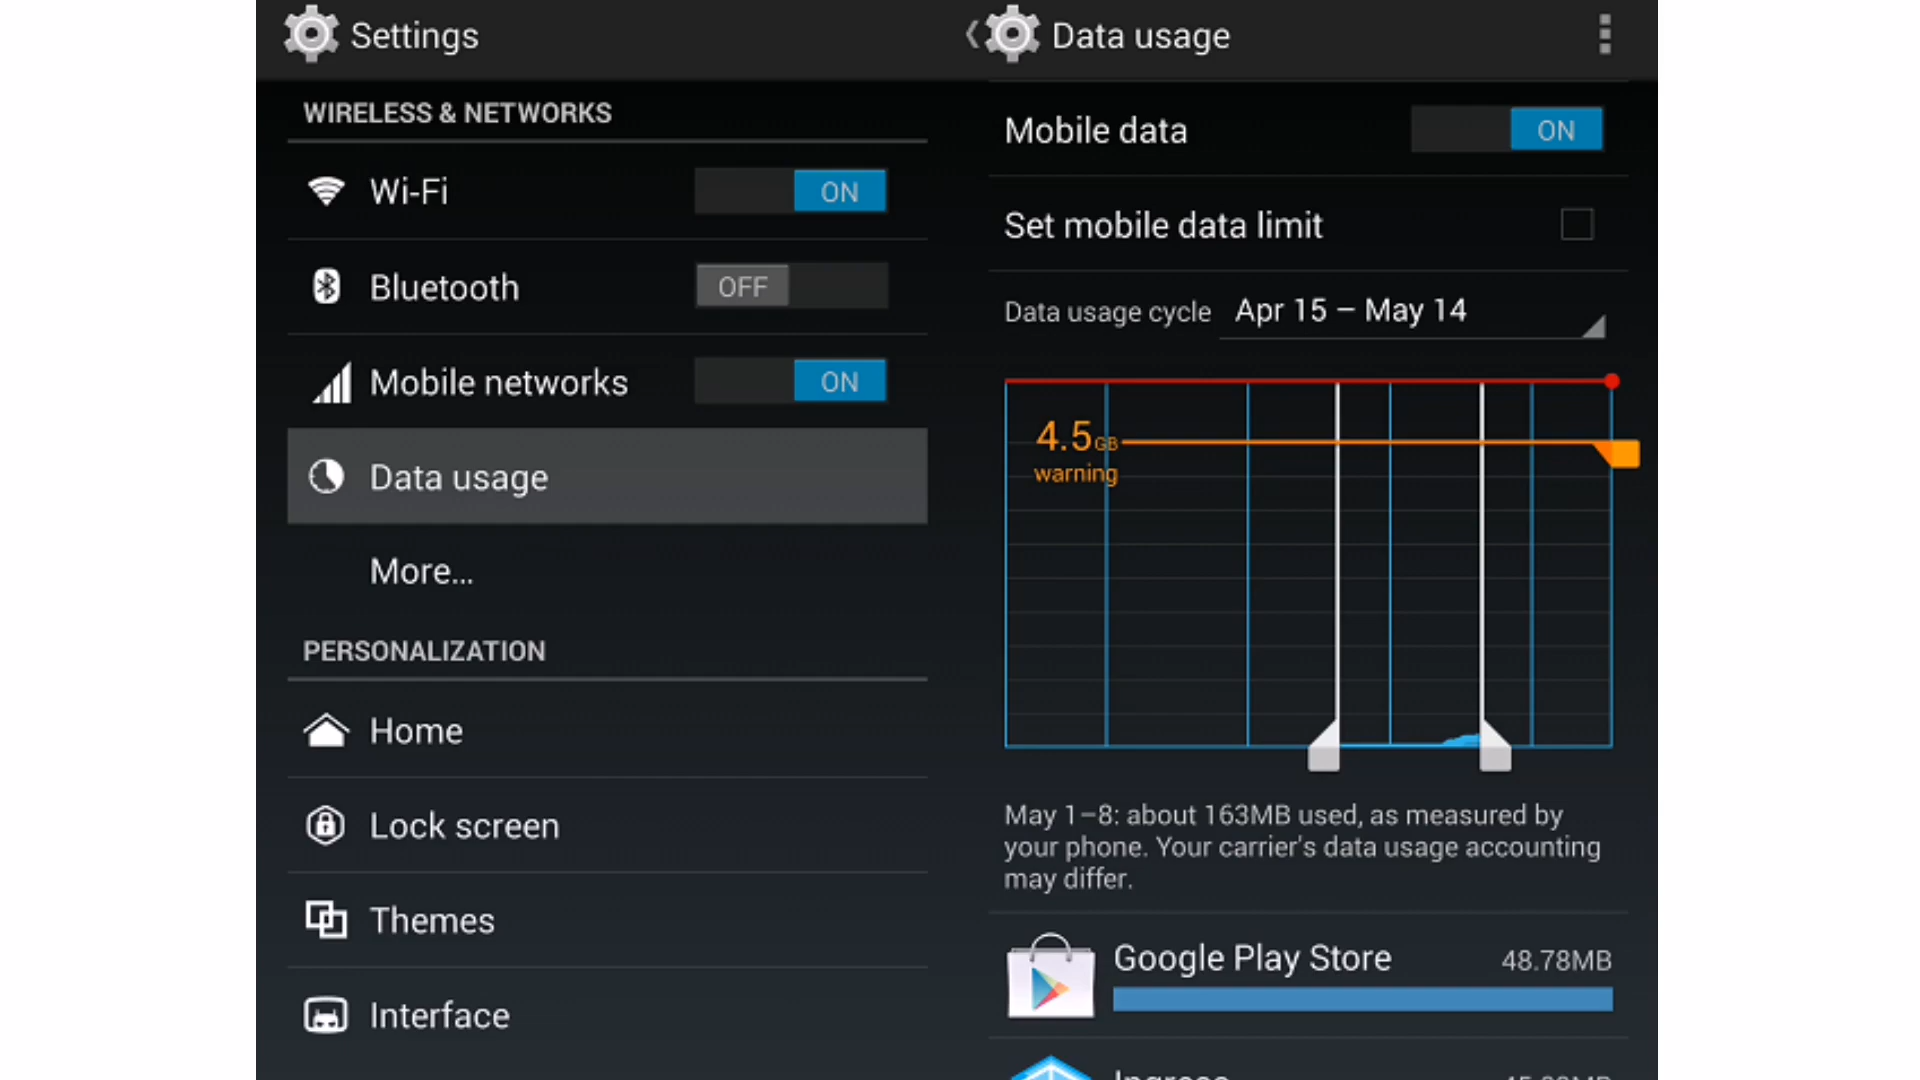 Settings
WIRELESS & NETWORKS
Wi-Fi ON
Bluetooth OFF
Mobile networks ON
Data usage
More...
PERSONALIZATION
Home
Lock screen
Themes
Interface
Data usage
Mobile data ON
Set mobile data limit
Data usage cycle Apr 15 – May 14
4.5GB
warning
May 1–8: about 163MB used, as measured by
your phone. Your carrier's data usage accounting
may differ.
Google Play Store 48.78MB
Ingress